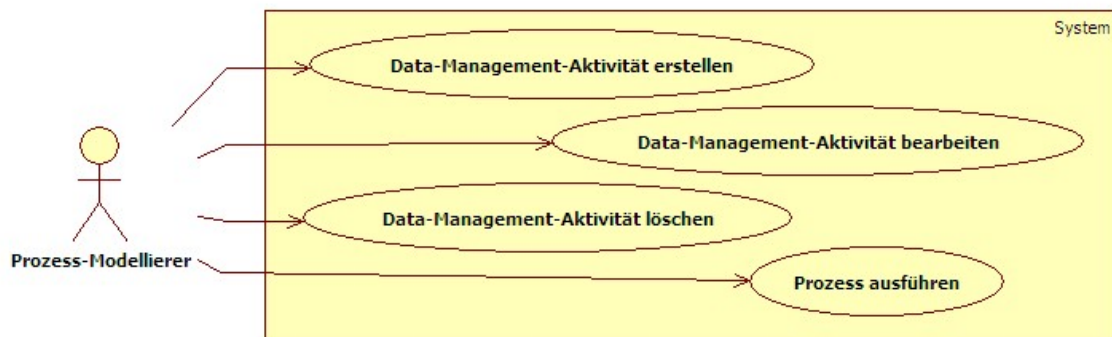 System
Data-Management-Aktivität erstellen
Data-Management-Aktivität bearbeiten
Data-Management-Aktivität löschen
Prozess-Modellierer
Prozess ausführen